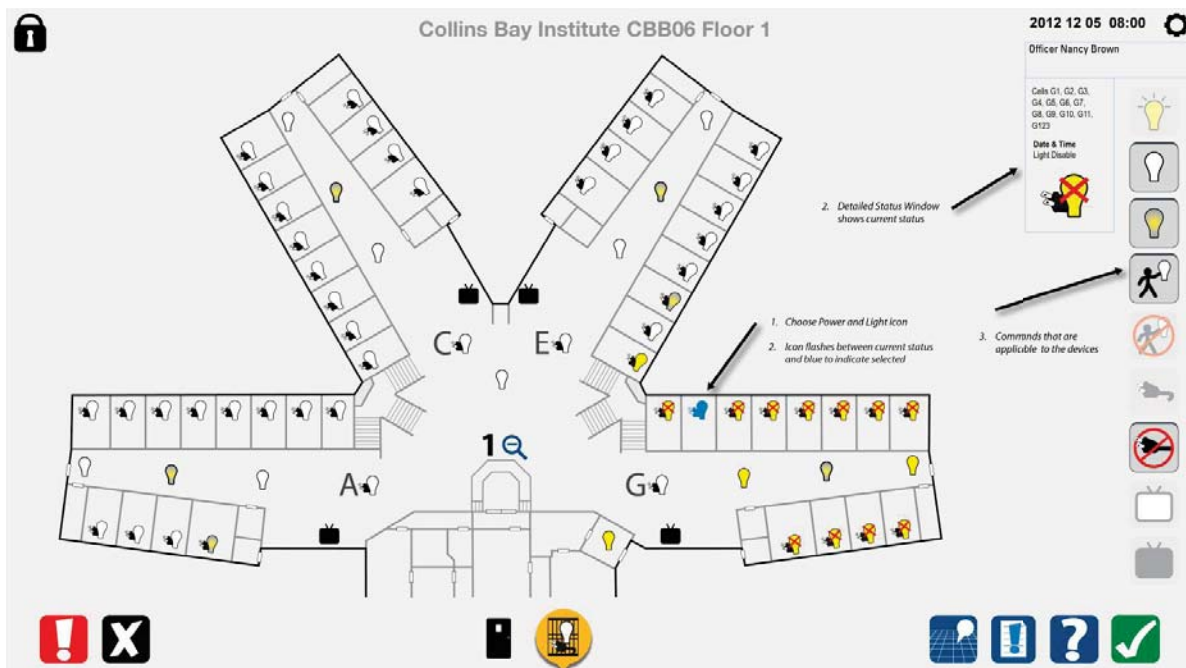 Collins Bay Institute CBB06 Floor 1
2012 12 05 08:00
Officer Nancy Brown
Cells G1, G2, G3,
G4, G5, G6, G7,
G8, G9, G10, G11,
G123
Date & Time
Light Disable
2. Detailed Status Window
shows current status
1. Choose Power and Light Icon
2. Icon flashes between current status
and blue to indicate selected
3. Commands that are
applicable to the devices
C
E
1
A
G